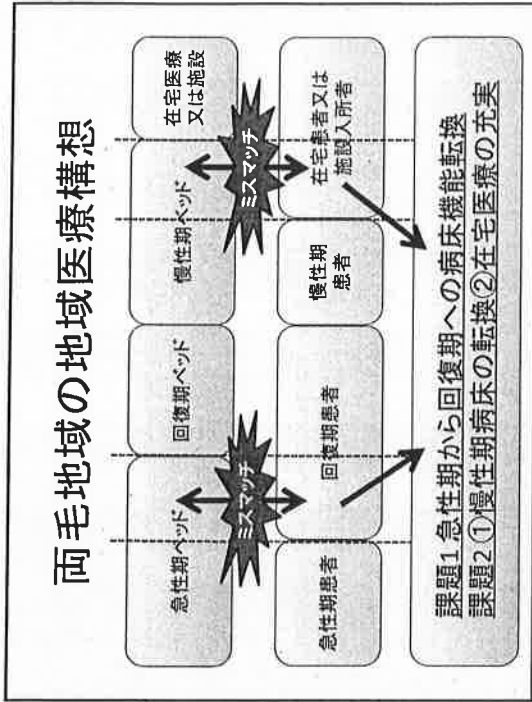 両毛地域の地域医療構想
急性期ベッド
回復期ベッド
慢性期ベッド
在宅医療
又は施設
ミスマッチ
ミスマッチ
急性期患者
回復期患者
慢性期
患者
在宅患者又は
施設入所者
課題1 急性期から回復期への病床機能転換
課題2 ①慢性期病床の転換②在宅医療の充実